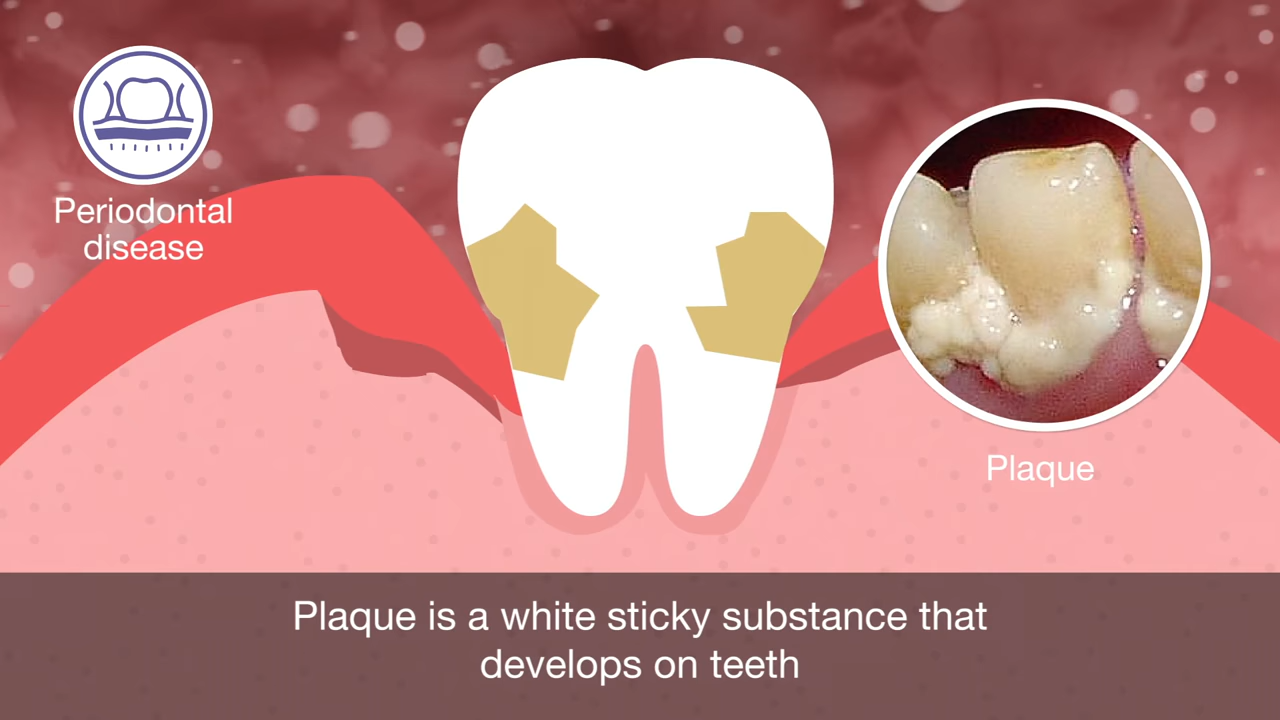 Periodontal
disease
Plaque
Plaque is a white sticky substance that
develops on teeth